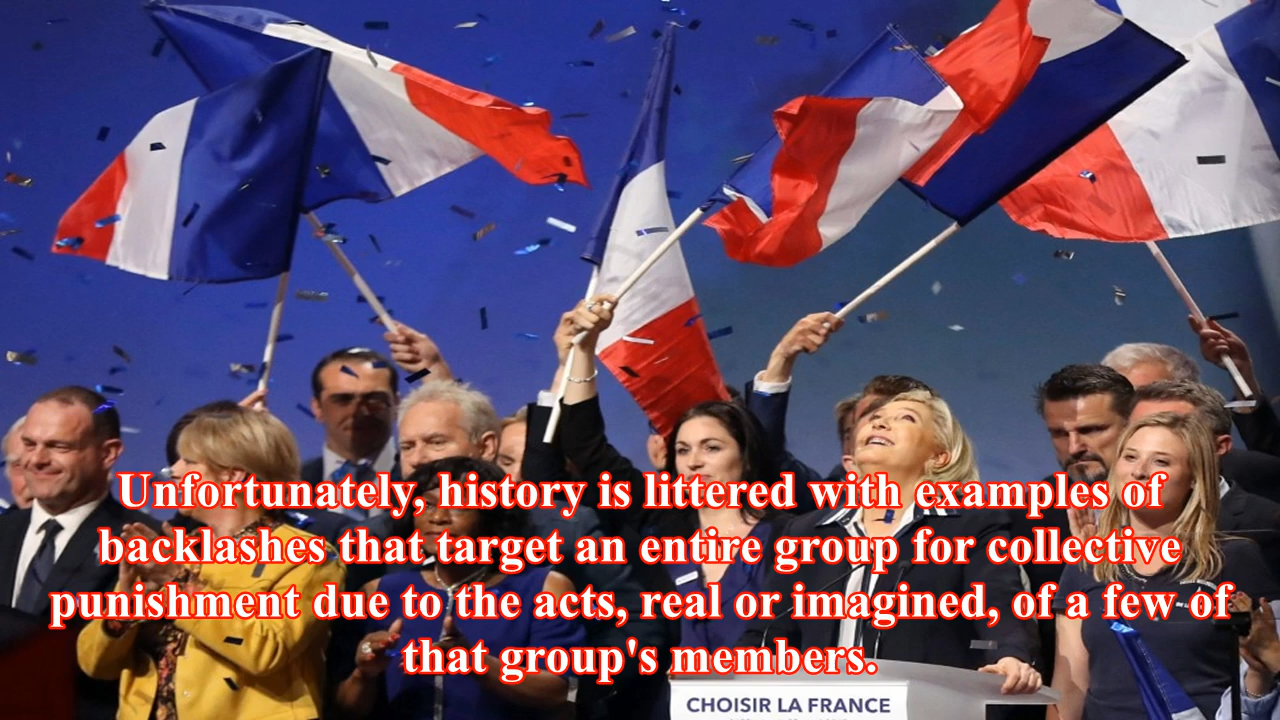 Unfortunately, history is littered with examples of
backlashes that target an entire group for collective
punishment due to the acts, real or imagined, of a few of
that group's members.
CHOISIR LA FRANCE